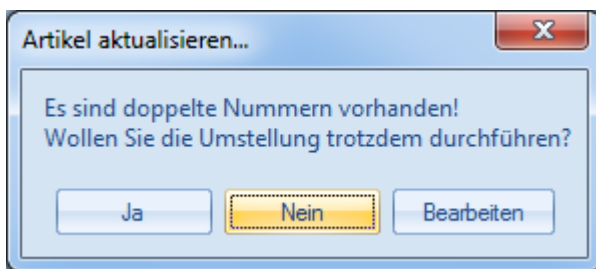 Artikel aktualisieren...
Es sind doppelte Nummern vorhanden!
Wollen Sie die Umstellung trotzdem durchführen?
Ja Nein Bearbeiten